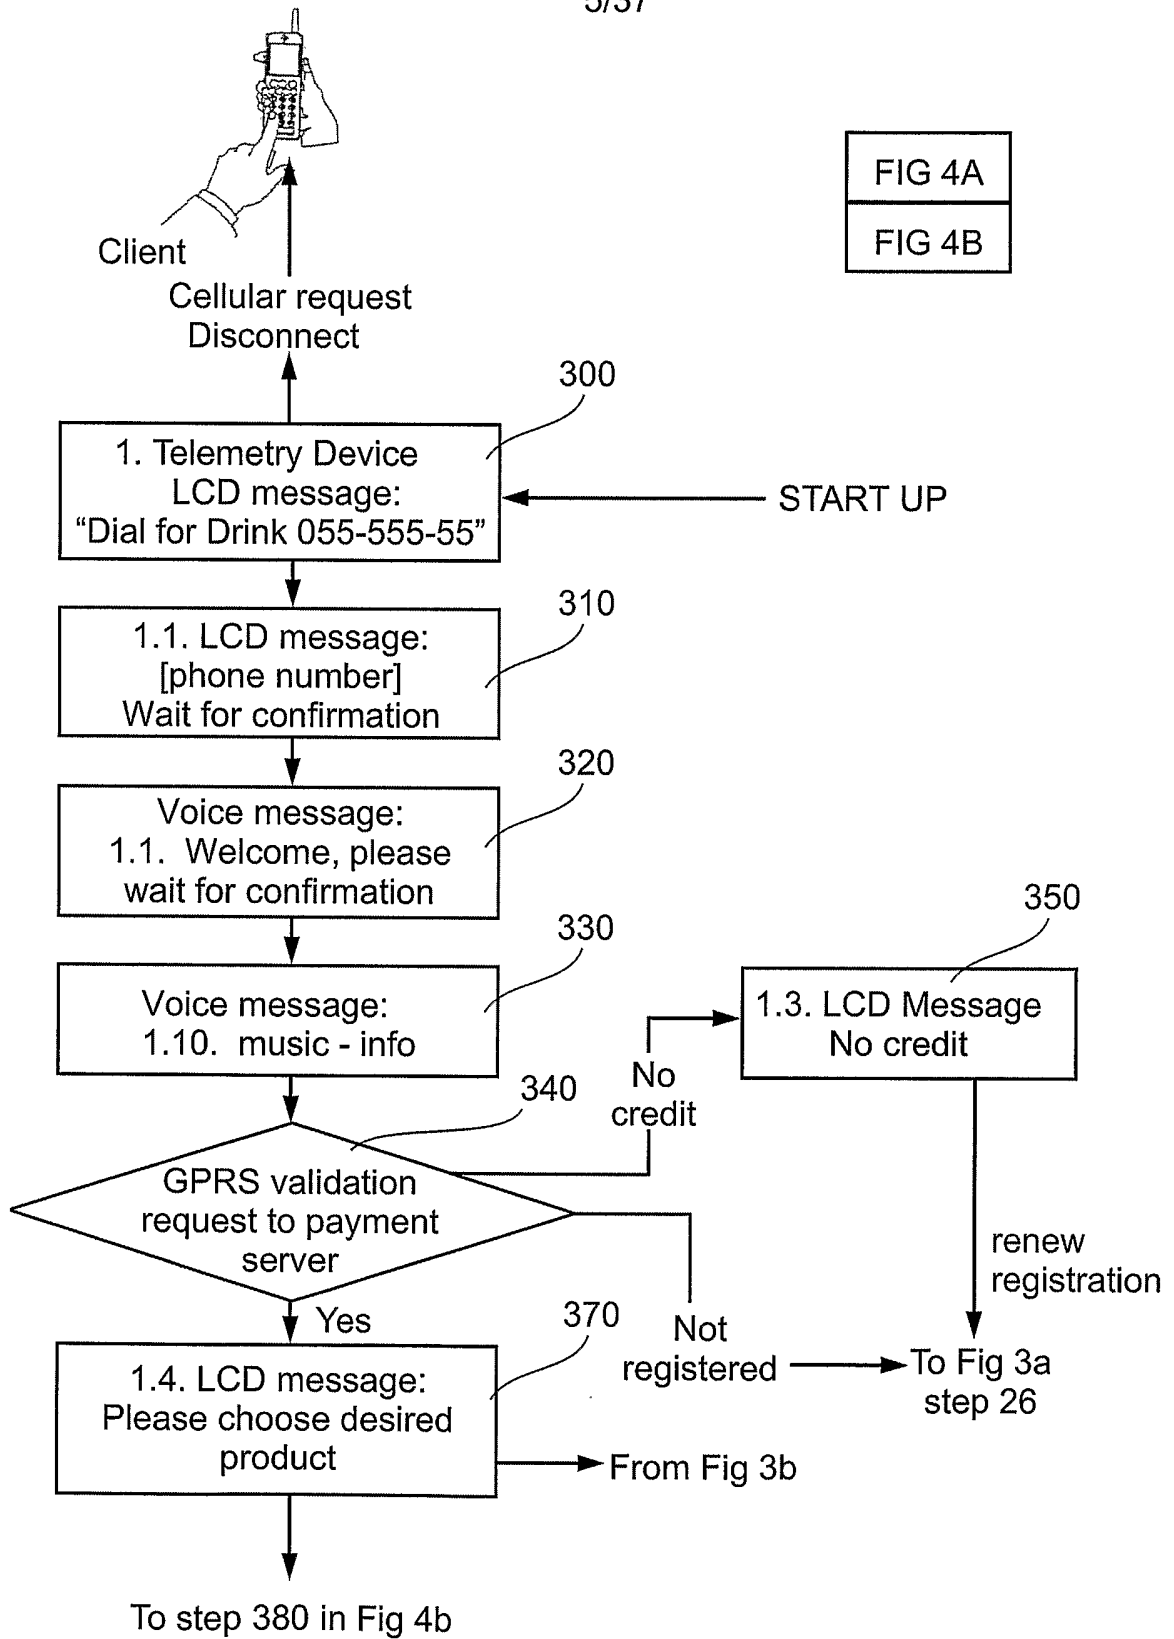 5/37
FIG 4A
FIG 4B
Client
Cellular request
Disconnect
300
1. Telemetry Device
LCD message:
“Dial for Drink 055-555-55”
START UP
310
1.1. LCD message:
[phone number]
Wait for confirmation
320
Voice message:
1.1. Welcome, please
wait for confirmation
330
Voice message:
1.10. music - info
350
1.3. LCD Message
No credit
No
credit
340
GPRS validation
request to payment
server
renew
registration
Yes
370
Not
registered
To Fig 3a
step 26
1.4. LCD message:
Please choose desired
product
From Fig 3b
To step 380 in Fig 4b